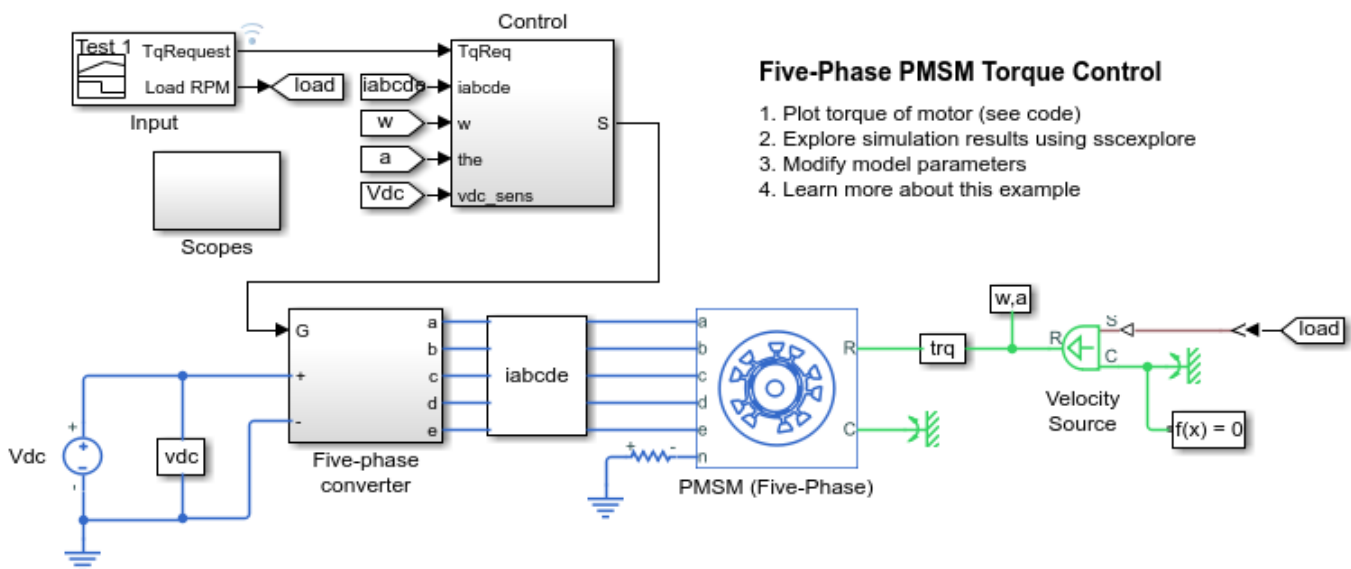 Control
Test 1
TqRequest
Load RPM
Input
load
iabcde
w
a
Vdc
TqReq
iabcde
w
the
vdc_sens
S
Scopes
Five-Phase PMSM Torque Control
1. Plot torque of motor (see code)
2. Explore simulation results using sscexplore
3. Modify model parameters
4. Learn more about this example
Vdc
+
-
+
-
vdc
G
+
-
a
b
c
d
e
Five-phase
converter
iabcde
a
b
c
d
e
n
+
-
R
C
PMSM (Five-Phase)
trq
w,a
R
S
C
Velocity
Source
load
f(x) = 0